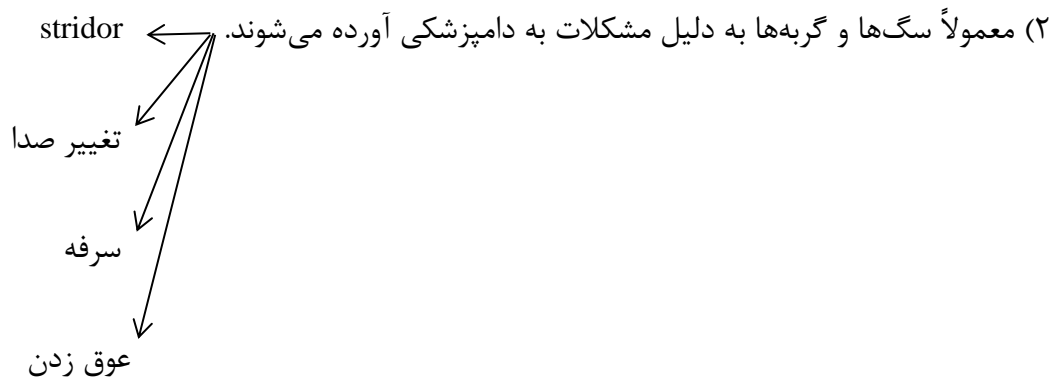 ۲) معمولاً سگ‌ها و گربه‌ها به دلیل مشکلات به دامپزشکی آورده می‌شوند. stridor
تغییر صدا
سرفه
عوق زدن